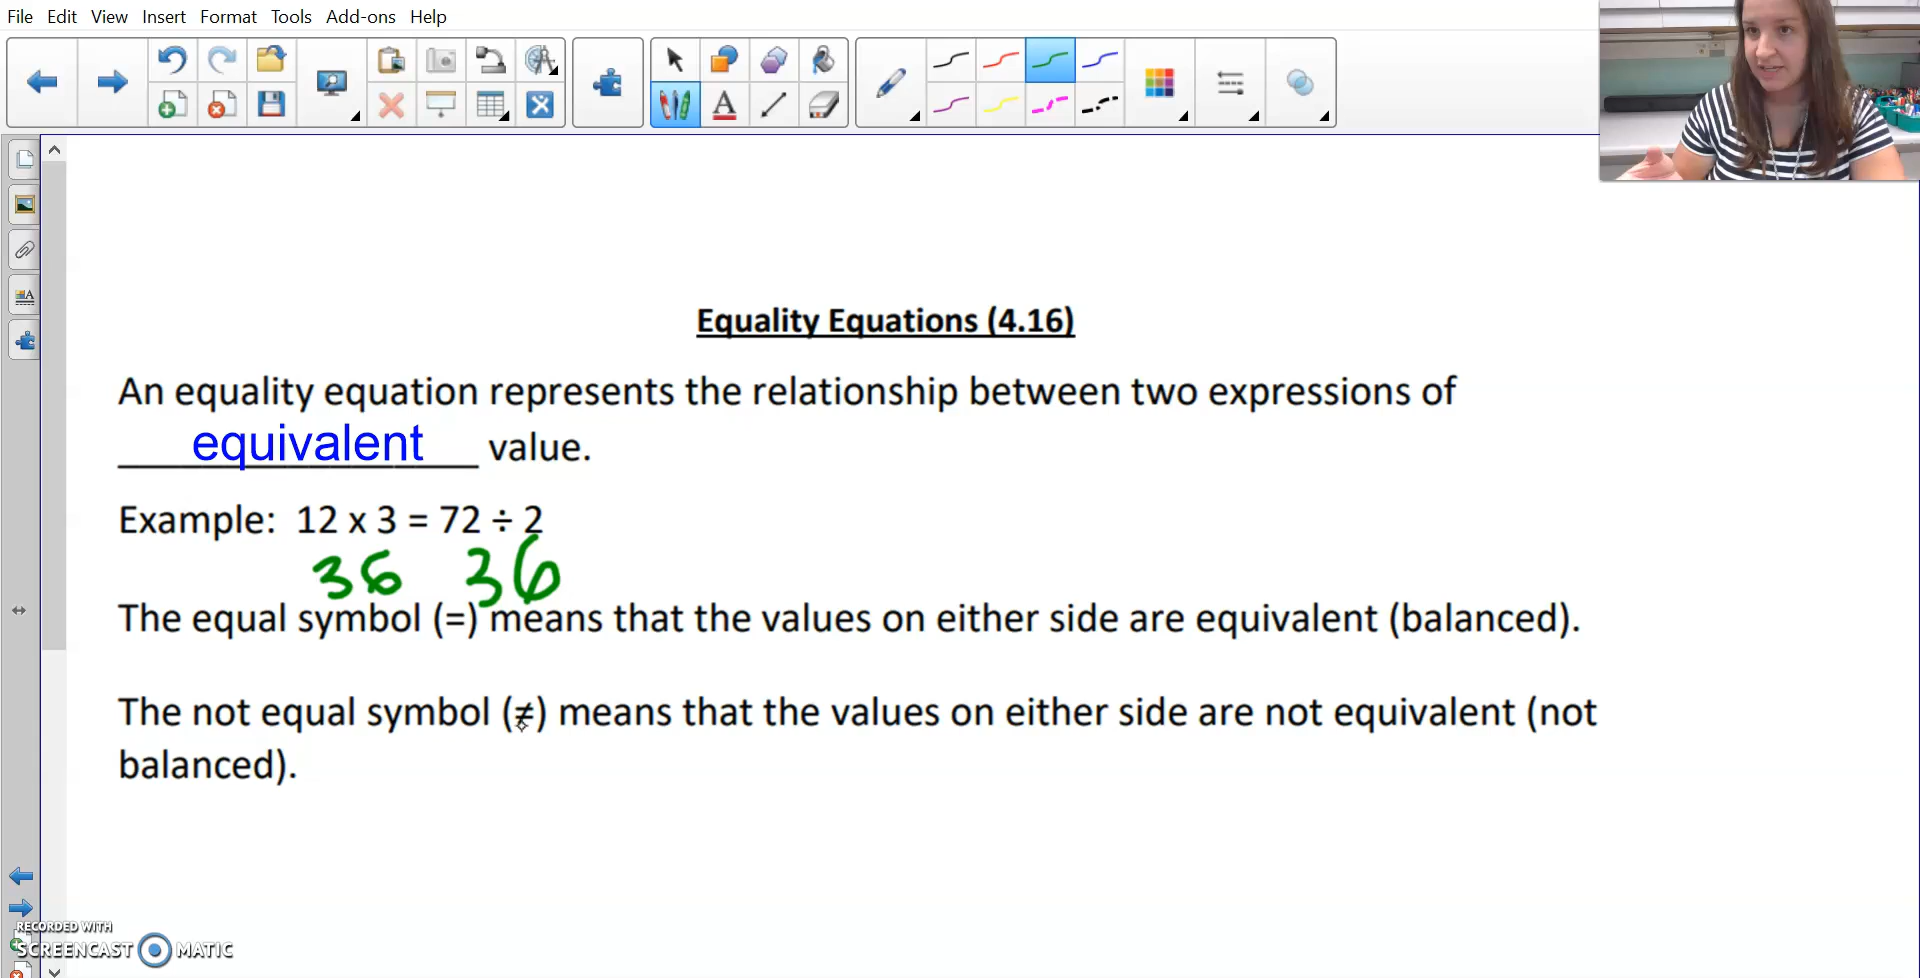 File Edit View Insert Format Tools Add-ons Help
Equality Equations (4.16)
An equality equation represents the relationship between two expressions of
equivalent value.
Example: 12 x 3 = 72 ÷ 2
36 36
The equal symbol (=) means that the values on either side are equivalent (balanced).
The not equal symbol (≠) means that the values on either side are not equivalent (not
balanced).
RECORDED WITH
SCREENCAST MATIC